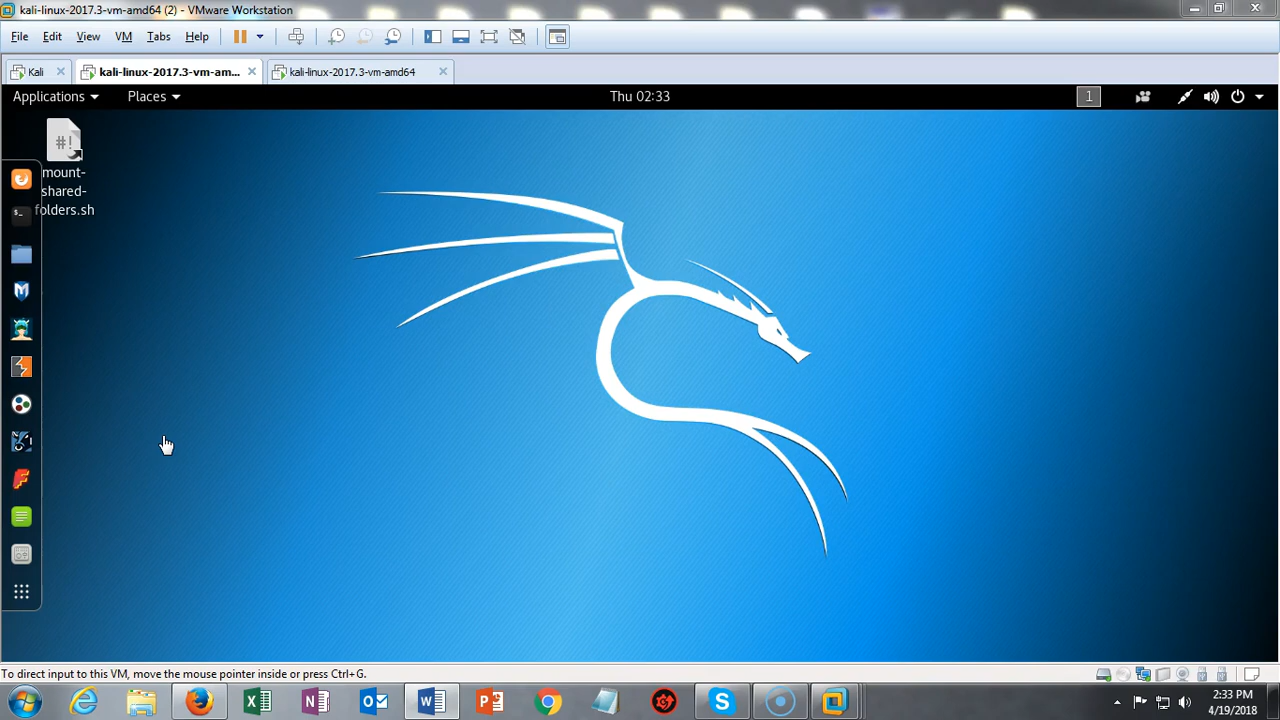 kali-linux-2017.3-vm-amd64 (2) - VMware Workstation
File Edit View VM Tabs Help
Kali kali-linux-2017.3-vm-am... kali-linux-2017.3-vm-amd64
Applications Places Thu 02:33 1
#!
mount-
shared-
folders.sh
To direct input to this VM, move the mouse pointer inside or press Ctrl+G.
2:33 PM
4/19/2018